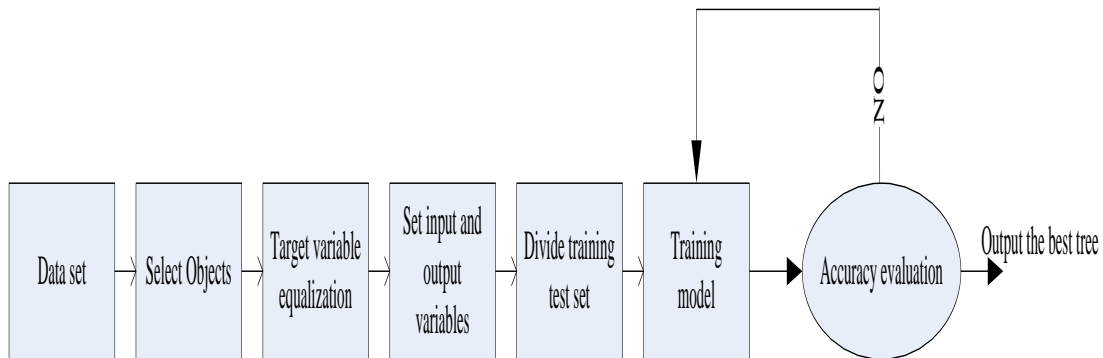 NO
Data set
Select Objects
Target variable
equalization
Set input and
output
variables
Divide training
test set
Training
model
Accuracy evaluation
Output the best tree